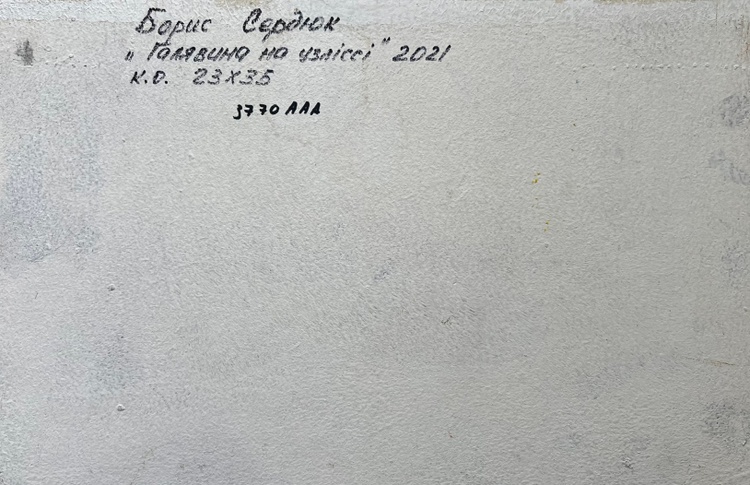 Борис Сердюк
„Галявина на узліссі" 2021
к.о. 23х35
3770 ААА